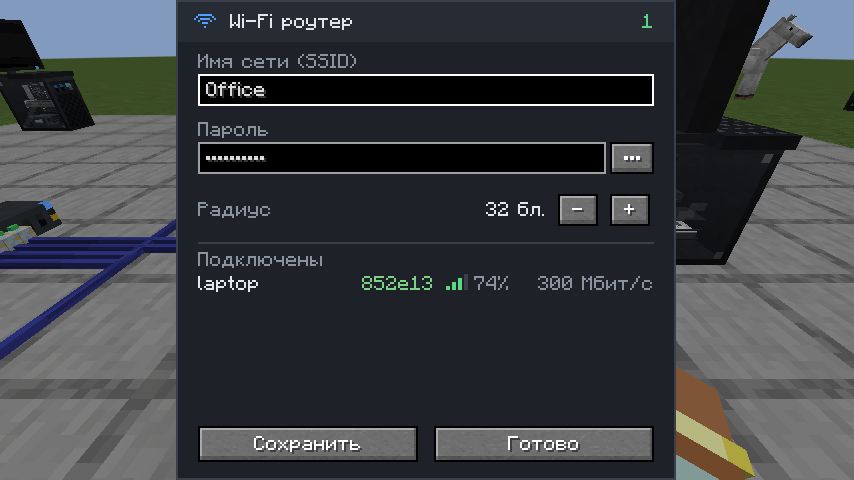 Wi-Fi роутер 1
Имя сети (SSID)
Office
Пароль
••••••••••
...
Радиус 32 бл. - +
Подключены
laptop 852e13 74% 300 Мбит/с
Сохранить Готово